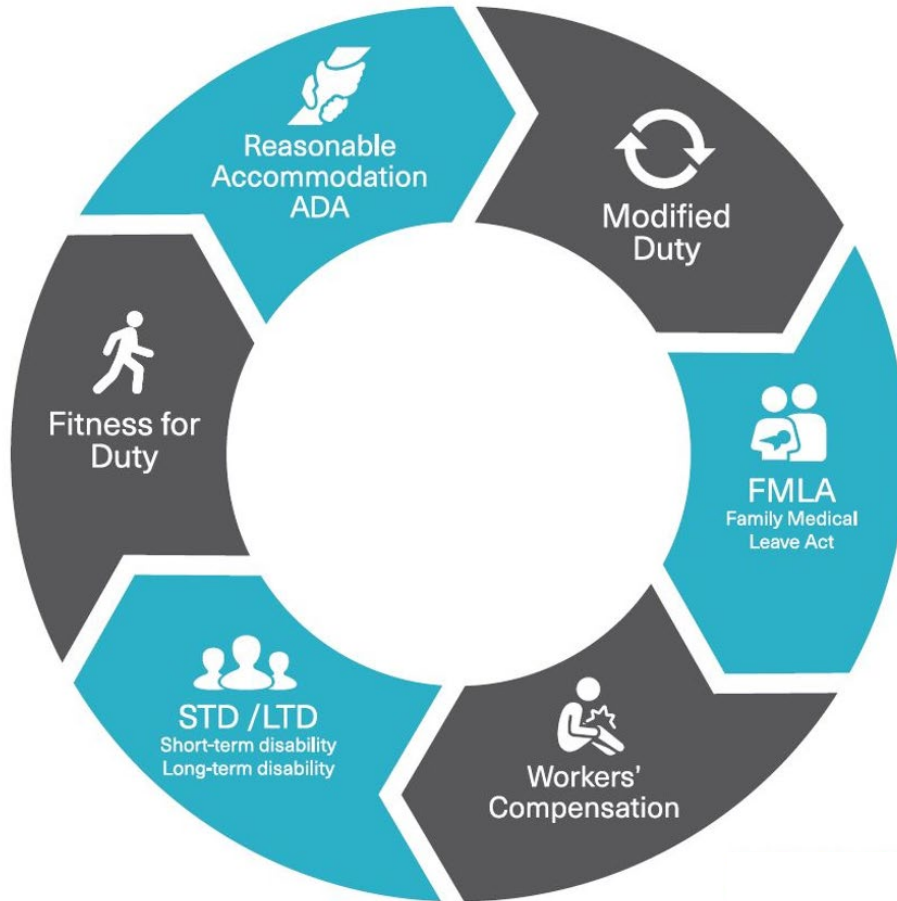 Reasonable
Accommodation
ADA
Modified
Duty
FMLA
Family Medical
Leave Act
Workers’
Compensation
STD /LTD
Short-term disability
Long-term disability
Fitness for
Duty